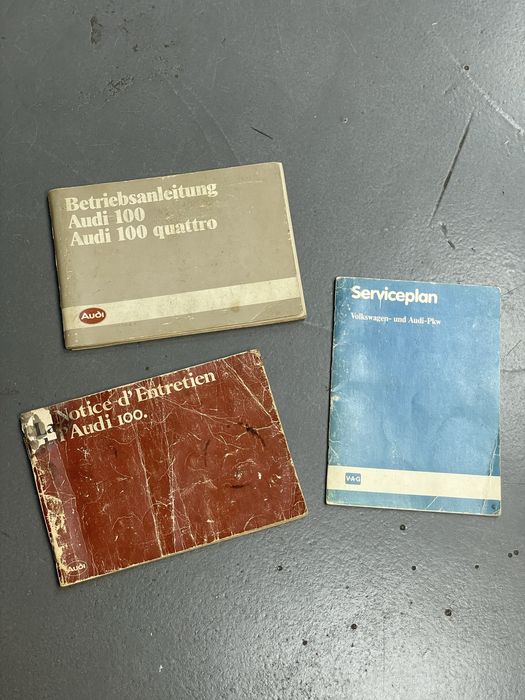 Betriebsanleitung
Audi 100
Audi 100 quattro
Audi
Serviceplan
Volkswagen- und Audi-Pkw
V·A·G
La Notice d'Entretien
Audi 100.
Audi